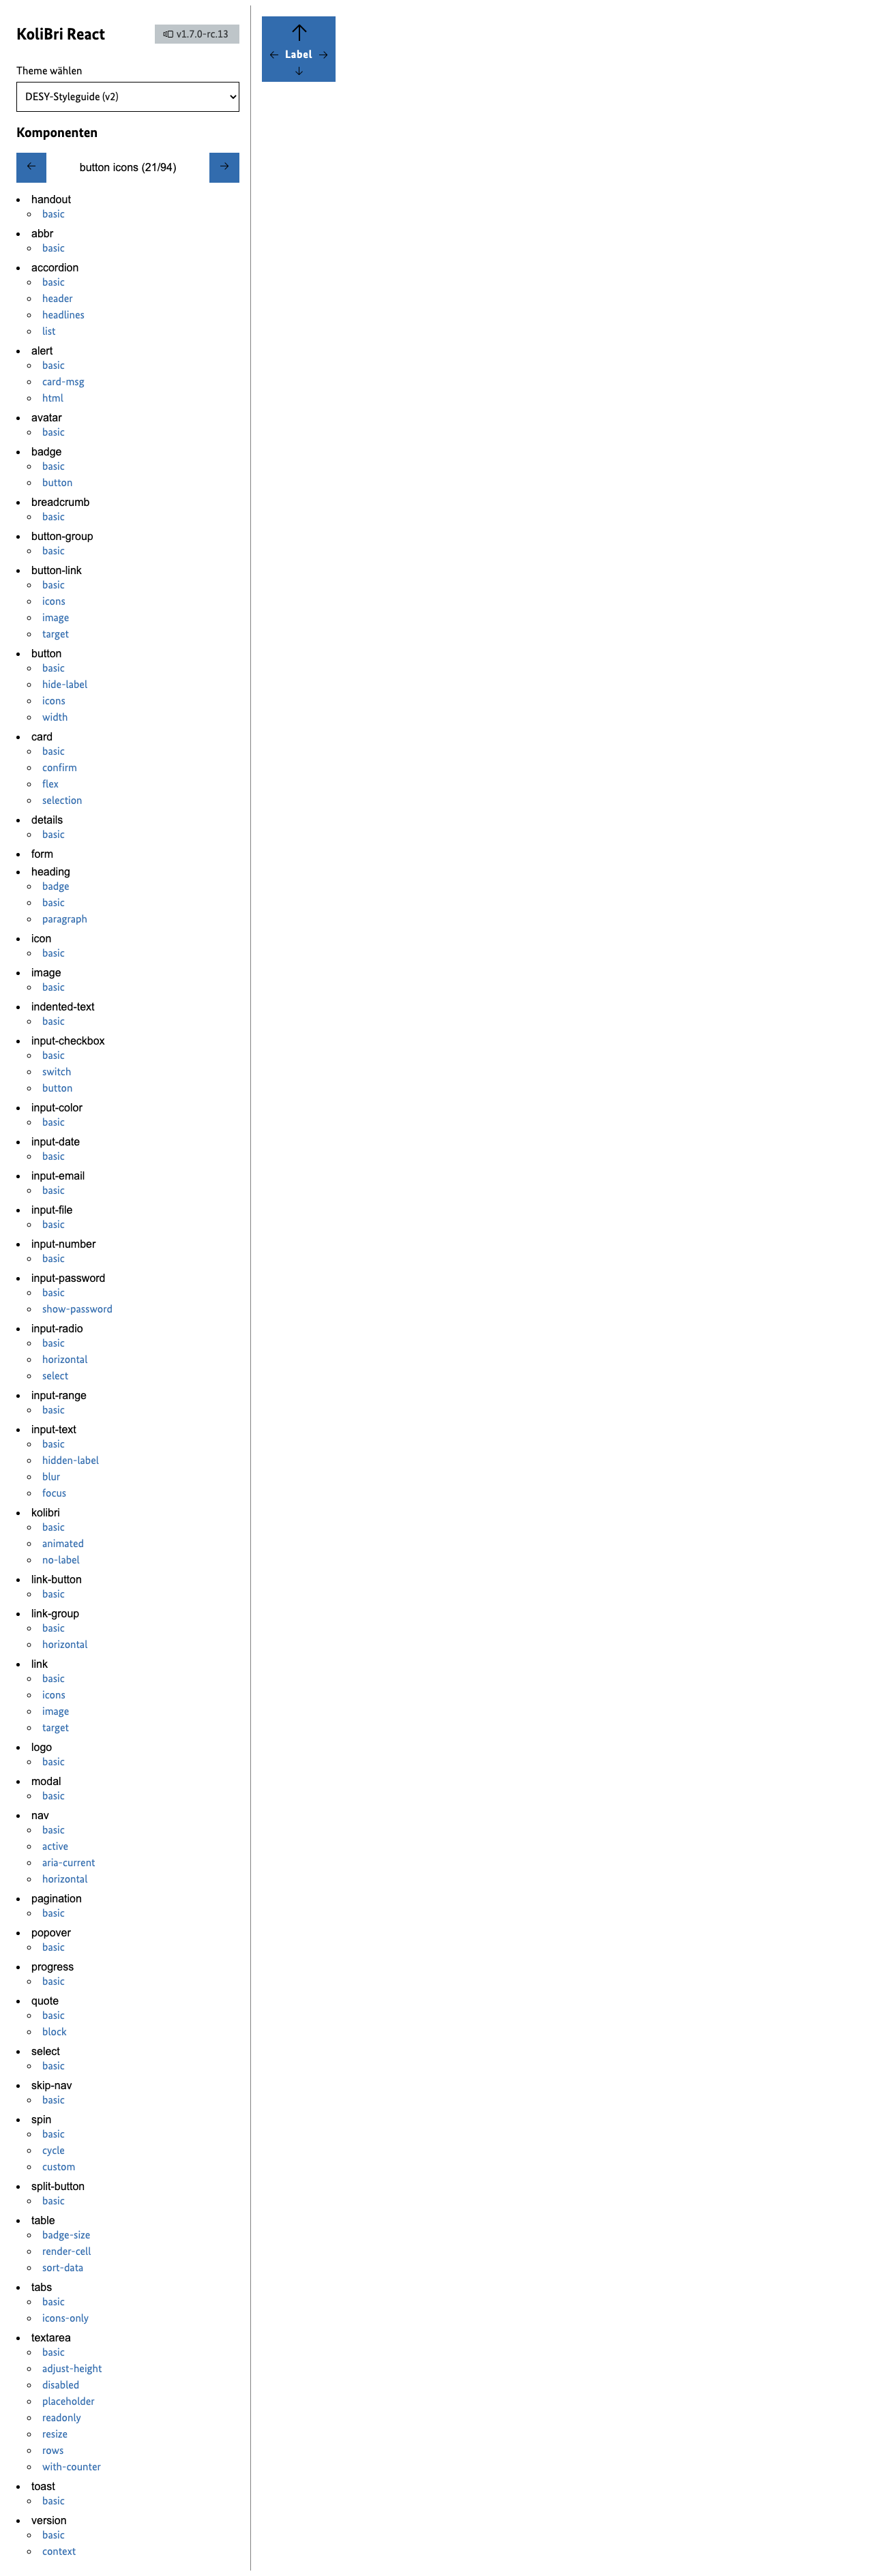 KoliBri React
v1.7.0-rc.13
Theme wählen
DESY-Styleguide (v2)
Komponenten
button icons (21/94)
handout
basic
abbr
basic
accordion
basic
header
headlines
list
alert
basic
card-msg
html
avatar
basic
badge
basic
button
breadcrumb
basic
button-group
basic
button-link
basic
icons
image
target
button
basic
hide-label
icons
width
card
basic
confirm
flex
selection
details
basic
form
heading
badge
basic
paragraph
icon
basic
image
basic
indented-text
basic
input-checkbox
basic
switch
button
input-color
basic
input-date
basic
input-email
basic
input-file
basic
input-number
basic
input-password
basic
show-password
input-radio
basic
horizontal
select
input-range
basic
input-text
basic
hidden-label
blur
focus
kolibri
basic
animated
no-label
link-button
basic
link-group
basic
horizontal
link
basic
icons
image
target
logo
basic
modal
basic
nav
basic
active
aria-current
horizontal
pagination
basic
popover
basic
progress
basic
quote
basic
block
select
basic
skip-nav
basic
spin
basic
cycle
custom
split-button
basic
table
badge-size
render-cell
sort-data
tabs
basic
icons-only
textarea
basic
adjust-height
disabled
placeholder
readonly
resize
rows
with-counter
toast
basic
version
basic
context
Label